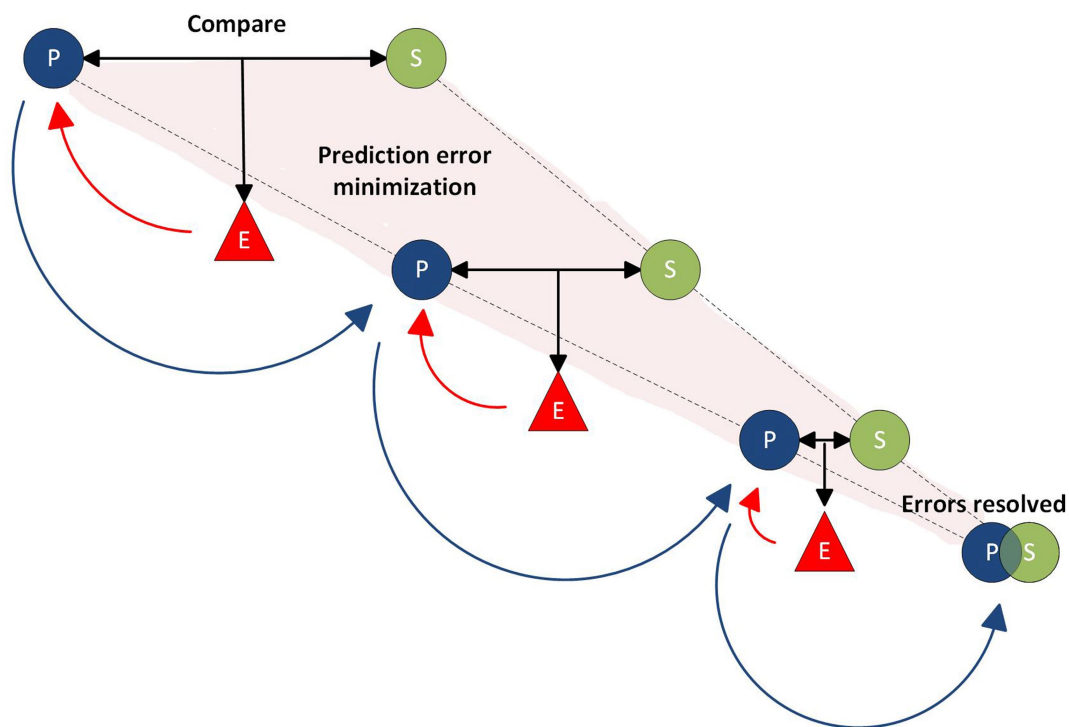 Compare
P
S
Prediction error
minimization
E
P
S
E
P
S
Errors resolved
E
P
S